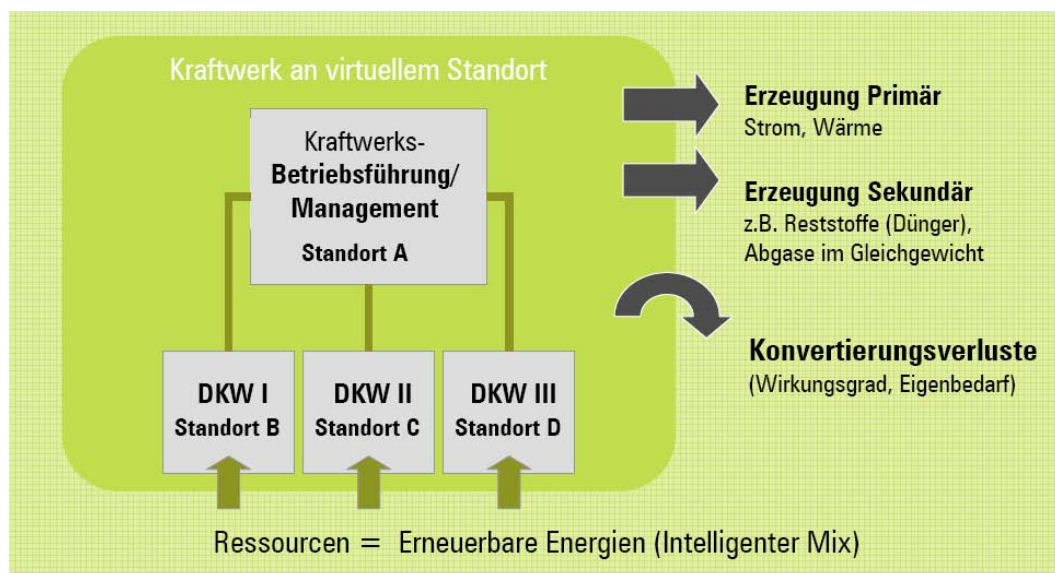 Kraftwerk an virtuellem Standort
Kraftwerks-
Betriebsführung/
Management
Standort A
DKW I
Standort B
DKW II
Standort C
DKW III
Standort D
Erzeugung Primär
Strom, Wärme
Erzeugung Sekundär
z.B. Reststoffe (Dünger),
Abgase im Gleichgewicht
Konvertierungsverluste
(Wirkungsgrad, Eigenbedarf)
Ressourcen = Erneuerbare Energien (Intelligenter Mix)